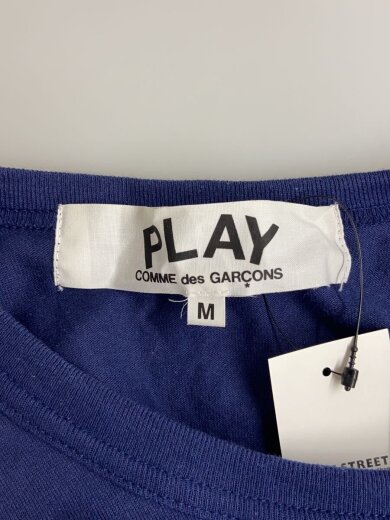 PLAY
COMME des GARÇONS
*
M
STREET